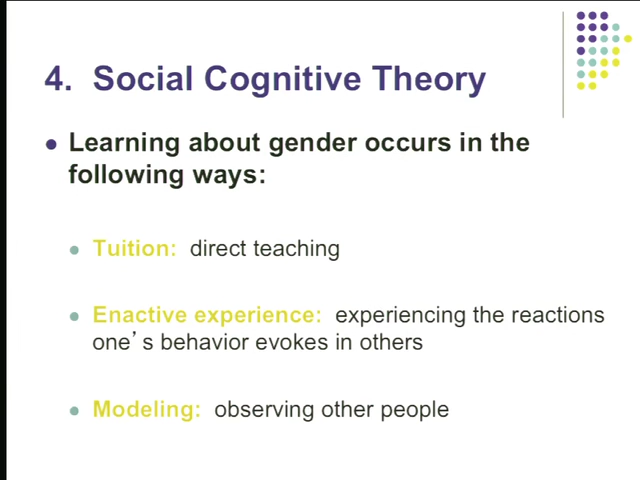 4. Social Cognitive Theory
● Learning about gender occurs in the
following ways:
● Tuition: direct teaching
● Enactive experience: experiencing the reactions
one’s behavior evokes in others
● Modeling: observing other people